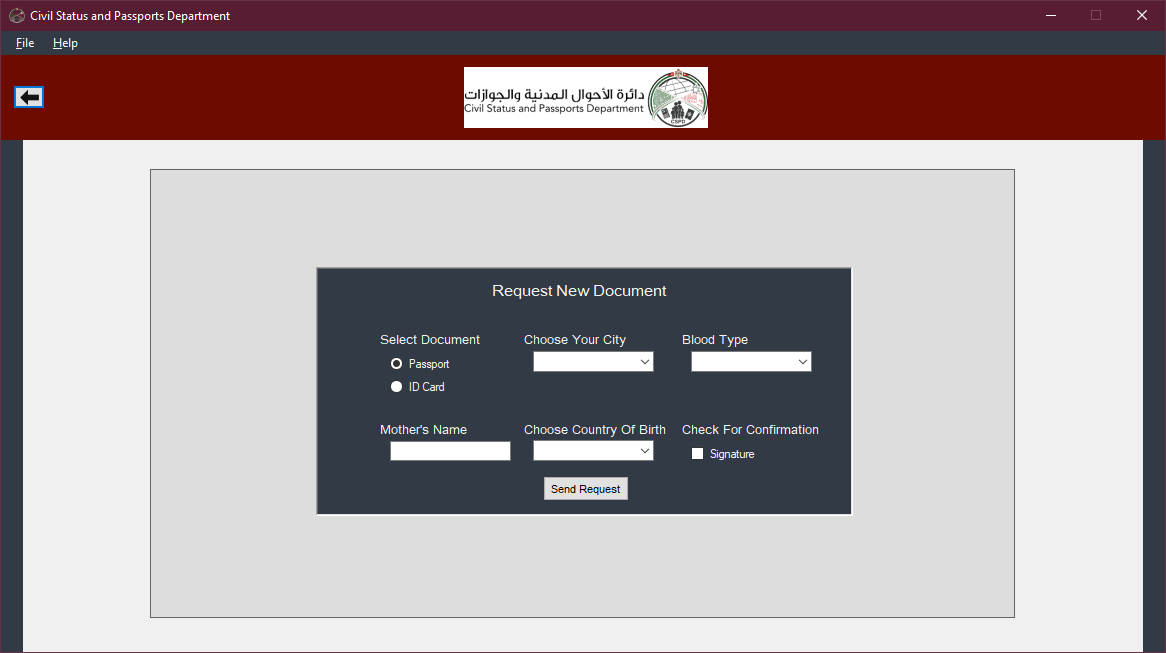 Civil Status and Passports Department
File Help
دائرة الأحوال المدنية والجوازات
Civil Status and Passports Department
CSPD
Request New Document
Select Document Choose Your City Blood Type
Passport
ID Card
Mother's Name Choose Country Of Birth Check For Confirmation
Signature
Send Request